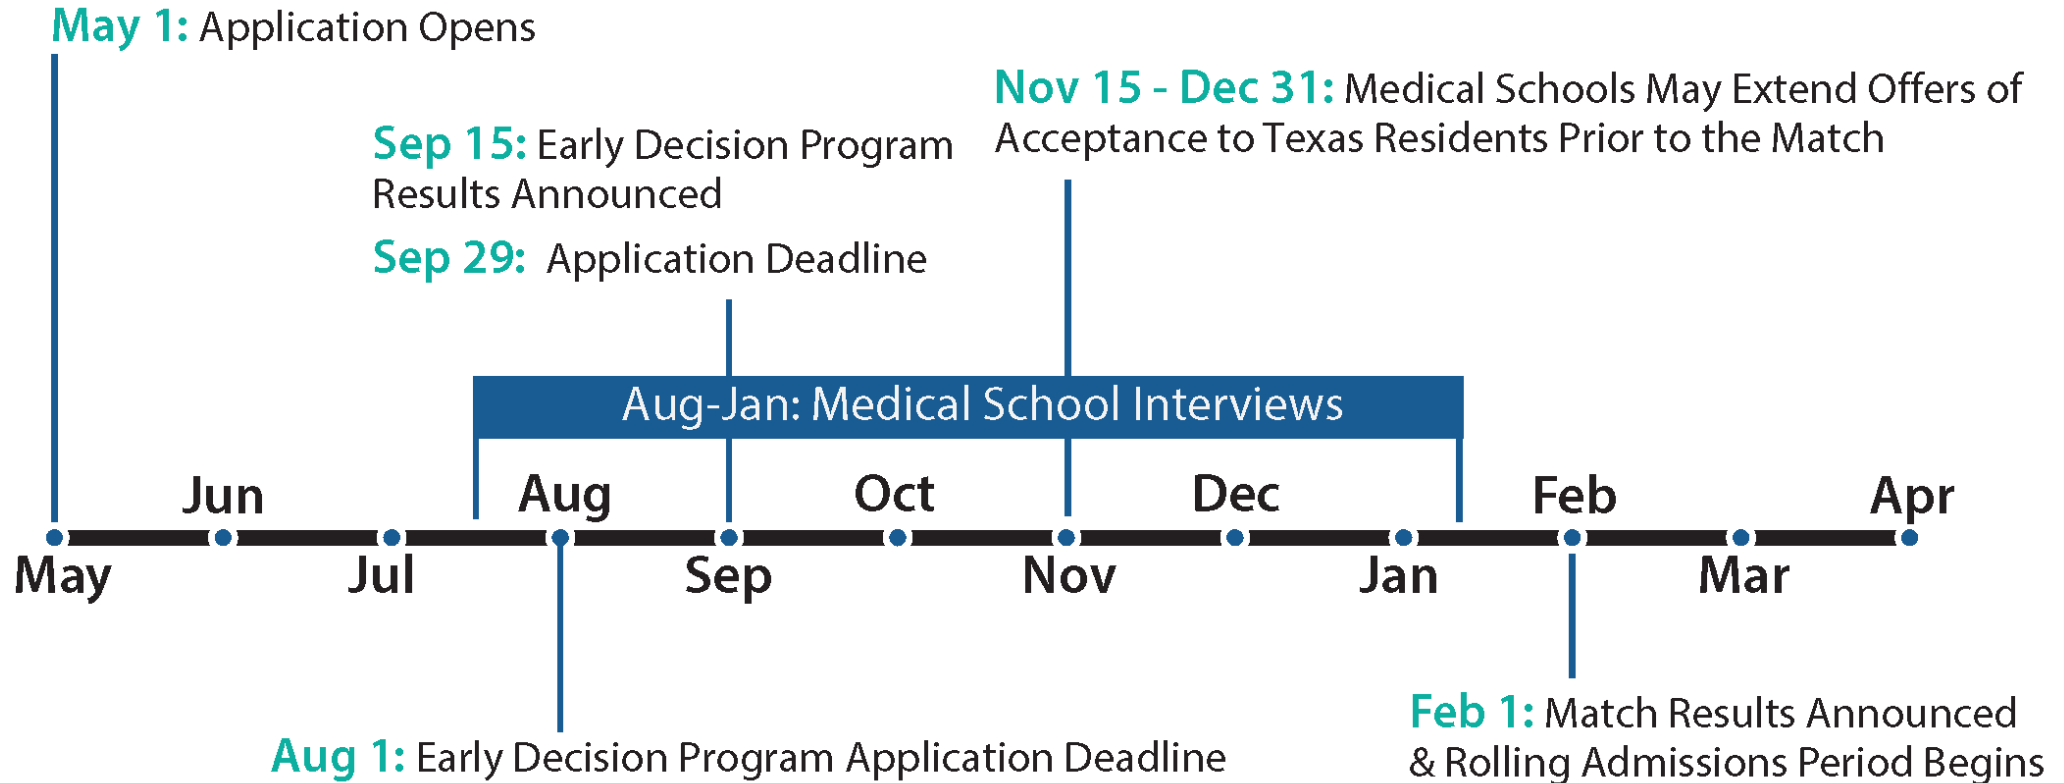 May 1: Application Opens
Nov 15 - Dec 31: Medical Schools May Extend Offers of
Acceptance to Texas Residents Prior to the Match
Sep 15: Early Decision Program
Results Announced
Sep 29: Application Deadline
Aug-Jan: Medical School Interviews
Jun
Aug
Oct
Dec
Feb
Apr
May
Jul
Sep
Nov
Jan
Mar
Feb 1: Match Results Announced
& Rolling Admissions Period Begins
Aug 1: Early Decision Program Application Deadline